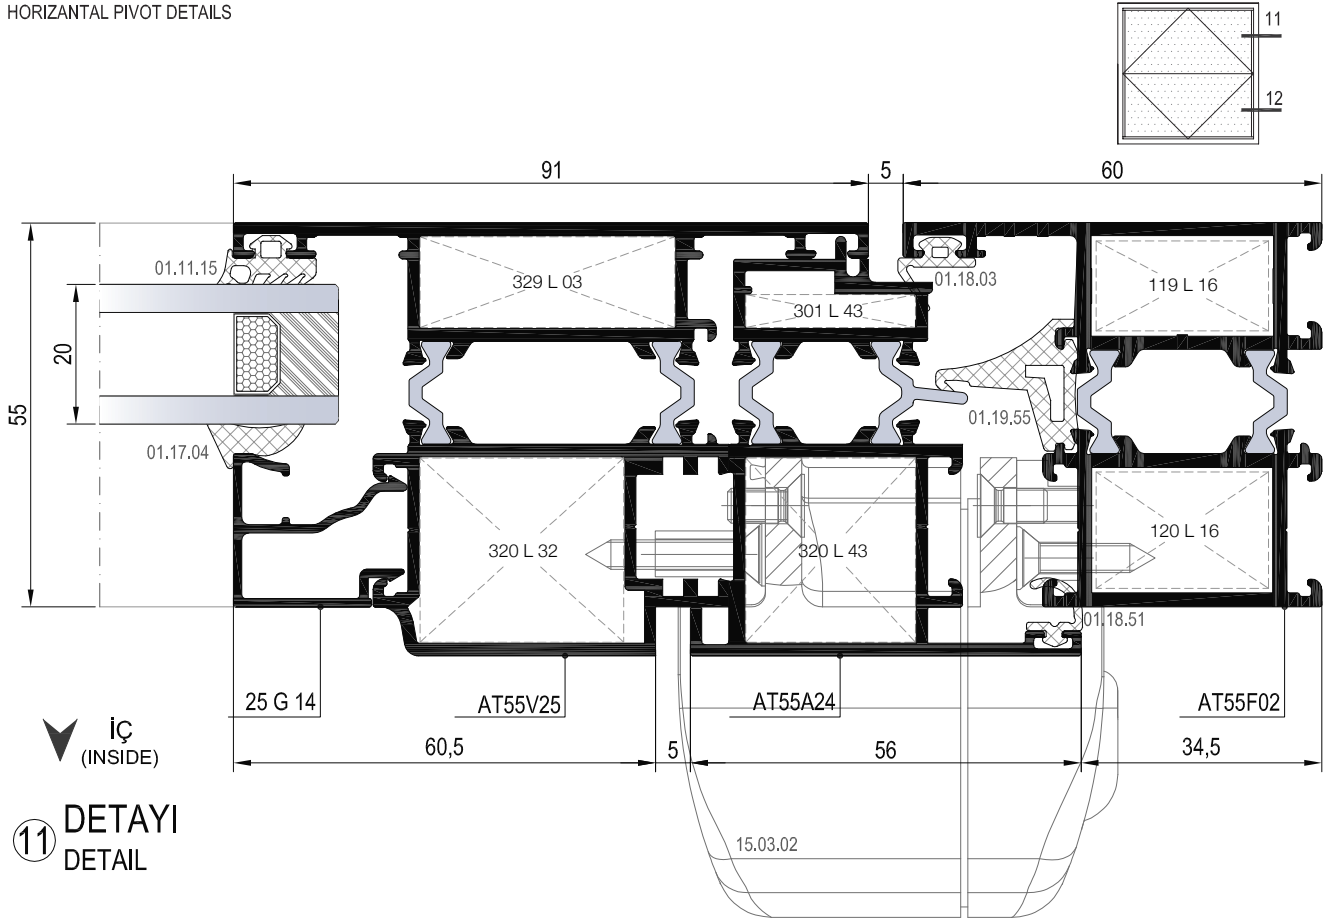 HORIZANTAL PIVOT DETAILS
11
12
91
5
60
55
20
01.11.15
329 L 03
301 L 43
01.18.03
119 L 16
01.17.04
01.19.55
320 L 32
320 L 43
120 L 16
01.18.51
25 G 14
AT55V25
AT55A24
AT55F02
60,5
5
56
34,5
İÇ
(INSIDE)
15.03.02
11
DETAYI
DETAIL